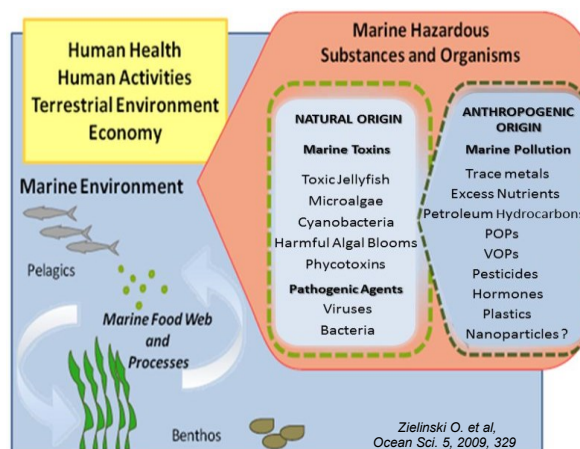 Human Health
Human Activities
Terrestrial Environment
Economy
Marine Environment
Pelagics
Marine Food Web
and
Processes
Benthos
Marine Hazardous
Substances and Organisms
NATURAL ORIGIN
Marine Toxins
Toxic Jellyfish
Microalgae
Cyanobacteria
Harmful Algal Blooms
Phycotoxins
Pathogenic Agents
Viruses
Bacteria
ANTHROPOGENIC
ORIGIN
Marine Pollution
Trace metals
Excess Nutrients
Petroleum Hydrocarbons
POPs
VOPs
Pesticides
Hormones
Plastics
Nanoparticles ?
Zielinski O. et al,
Ocean Sci. 5, 2009, 329